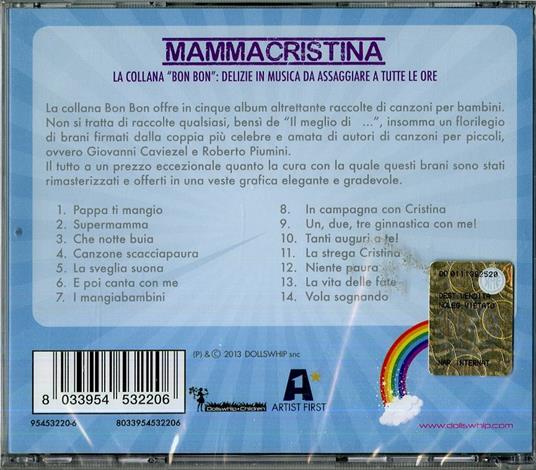 MAMMACRISTINA
LA COLLANA "BON BON": DELIZIE IN MUSICA DA ASSAGGIARE A TUTTE LE ORE
La collana Bon Bon offre in cinque album altrettante raccolte di canzoni per bambini.
Non si tratta di raccolte qualsiasi, bensì de "Il meglio di ...", insomma un florilegio
di brani firmati dalla coppia più celebre e amata di autori di canzoni per piccoli,
ovvero Giovanni Caviezel e Roberto Piumini.
Il tutto a un prezzo eccezionale quanto la cura con la quale questi brani sono stati
rimasterizzati e offerti in una veste grafica elegante e gradevole.
1. Pappa ti mangio
2. Supermamma
3. Che notte buia
4. Canzone scacciapaura
5. La sveglia suona
6. E poi canta con me
7. I mangiabambini
8. In campagna con Cristina
9. Un, due, tre ginnastica con me!
10. Tanti auguri a te!
11. La strega Cristina
12. Niente paura
13. La vita delle fate
14. Vola sognando
DEST.VENDITA
NOLEG.VIETATO
(P) & © 2013 DOLLSWHIP snc
8 033954 532206
Dollswhip4Children
ARTIST FIRST
95453220-6
8033954532206
www.dollswhip.com